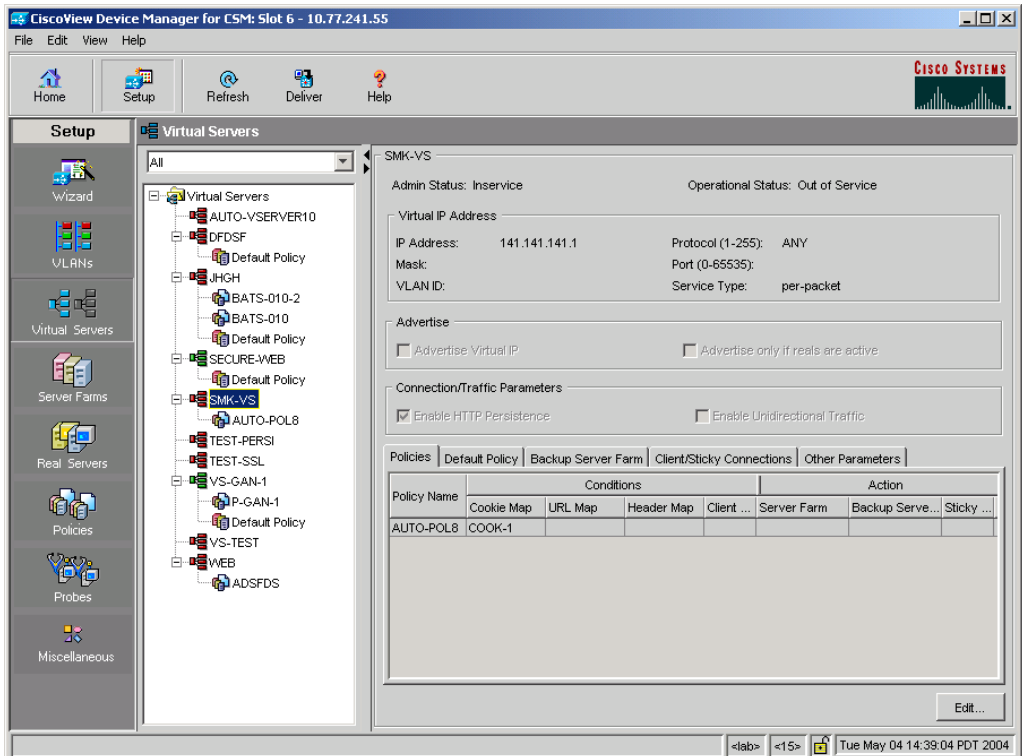 CiscoView Device Manager for CSM: Slot 6 - 10.77.241.55
File Edit View Help
Home Setup Refresh Deliver Help
CISCO SYSTEMS
Setup
Wizard
VLANs
Virtual Servers
Server Farms
Real Servers
Policies
Probes
Miscellaneous
Virtual Servers
All
Virtual Servers
AUTO-VSERVER10
DFDSF
Default Policy
JHGH
BATS-010-2
BATS-010
Default Policy
SECURE-WEB
Default Policy
SMK-VS
AUTO-POL8
TEST-PERSI
TEST-SSL
VS-GAN-1
P-GAN-1
Default Policy
VS-TEST
WEB
ADSFDS
SMK-VS
Admin Status: Inservice Operational Status: Out of Service
Virtual IP Address
IP Address: 141.141.141.1 Protocol (1-255): ANY
Mask: Port (0-65535):
VLAN ID: Service Type: per-packet
Advertise
Advertise Virtual IP Advertise only if reals are active
Connection/Traffic Parameters
Enable HTTP Persistence Enable Unidirectional Traffic
Policies Default Policy Backup Server Farm Client/Sticky Connections Other Parameters
Policy Name Conditions Action
Cookie Map URL Map Header Map Client ... Server Farm Backup Serve... Sticky ...
AUTO-POL8 COOK-1
Edit...
<lab> <15> Tue May 04 14:39:04 PDT 2004